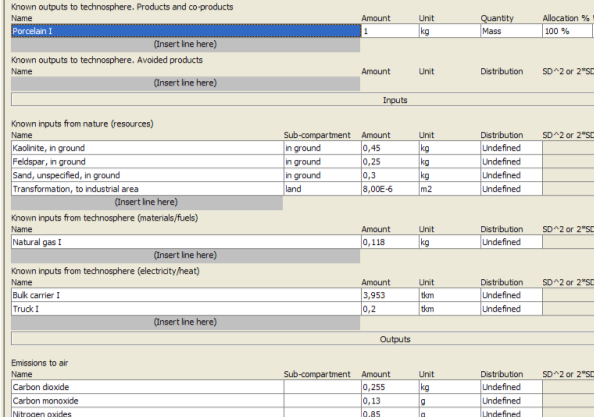 Known outputs to technosphere. Products and co-products
Name Amount Unit Quantity Allocation %
Porcelain I 1 kg Mass 100 %
(Insert line here)
Known outputs to technosphere. Avoided products
Name Amount Unit Distribution SD^2 or 2*SD
(Insert line here)
Inputs
Known inputs from nature (resources)
Name Sub-compartment Amount Unit Distribution SD^2 or 2*SD
Kaolinite, in ground in ground 0,45 kg Undefined
Feldspar, in ground in ground 0,25 kg Undefined
Sand, unspecified, in ground in ground 0,3 kg Undefined
Transformation, to industrial area land 8,00E-6 m2 Undefined
(Insert line here)
Known inputs from technosphere (materials/fuels)
Name Amount Unit Distribution SD^2 or 2*SD
Natural gas I 0,118 kg Undefined
(Insert line here)
Known inputs from technosphere (electricity/heat)
Name Amount Unit Distribution SD^2 or 2*SD
Bulk carrier I 3,953 tkm Undefined
Truck I 0,2 tkm Undefined
(Insert line here)
Outputs
Emissions to air
Name Sub-compartment Amount Unit Distribution SD^2 or 2*SD
Carbon dioxide 0,255 kg Undefined
Carbon monoxide 0,13 g Undefined
Nitrogen oxides 0,85 g Undefined